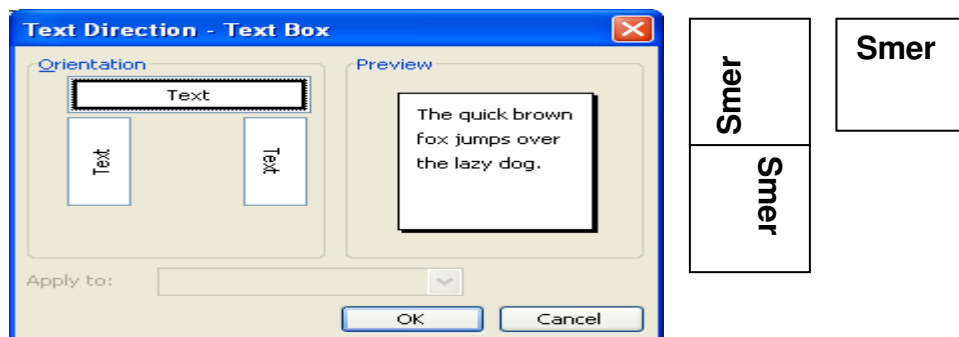 Text Direction - Text Box
Orientation
Text
Text
Text
Preview
The quick brown
fox jumps over
the lazy dog.
Apply to:
OK
Cancel
Smer
Smer
Smer